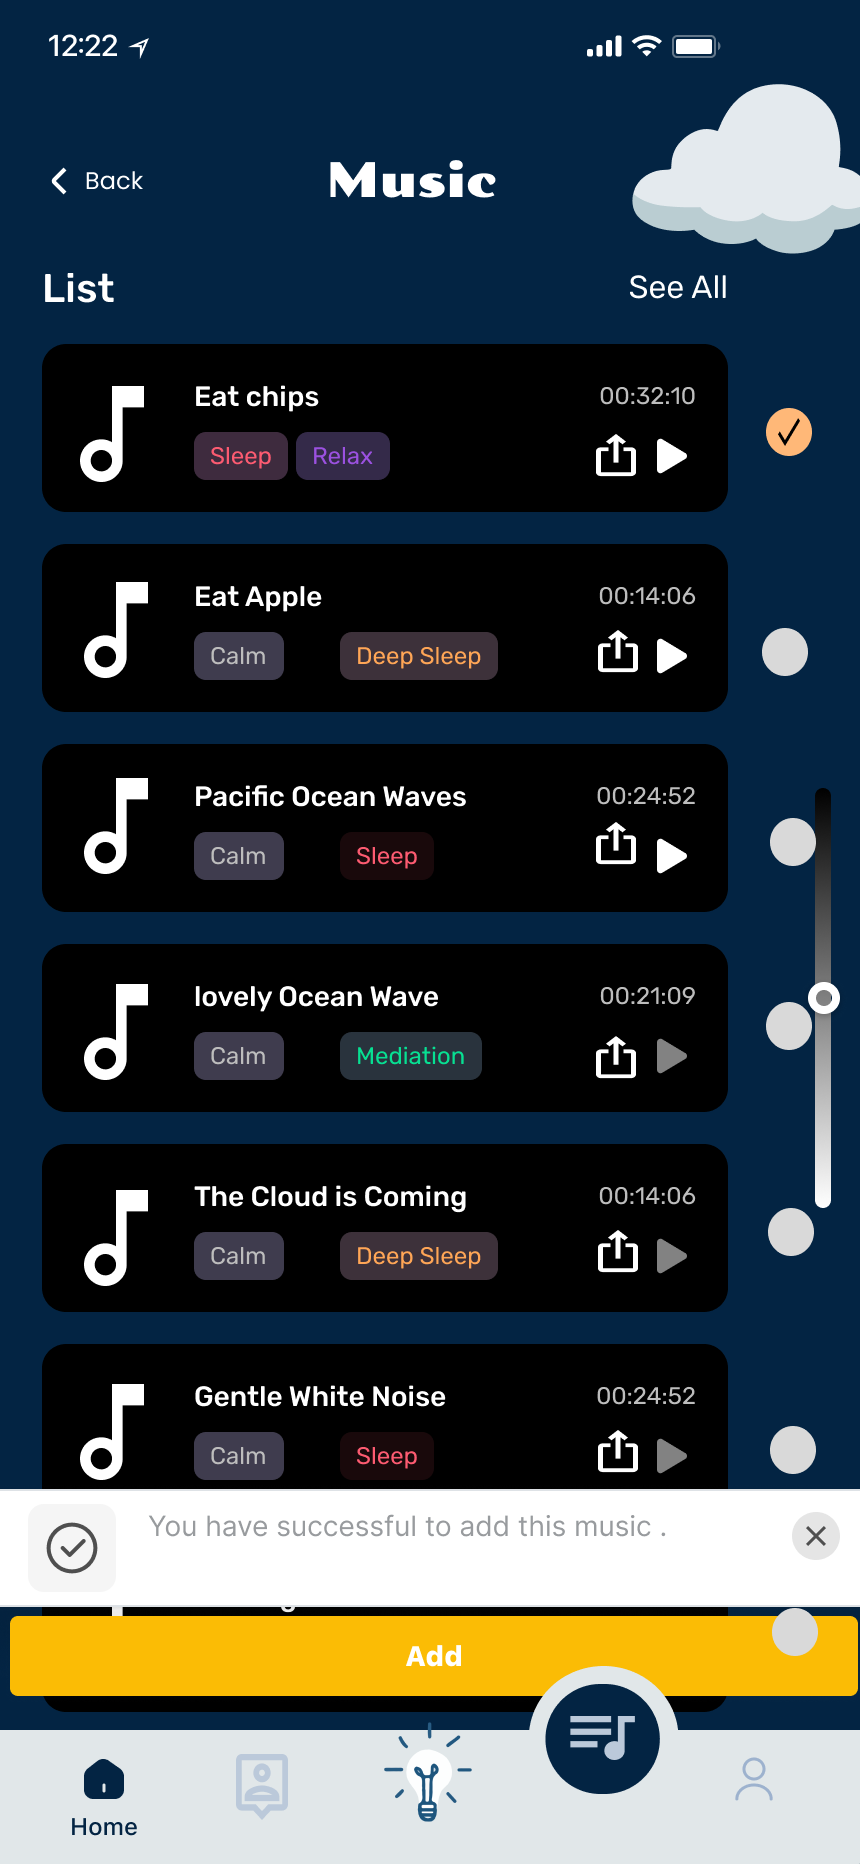 12:22
Back
Music
List
See All
Eat chips
00:32:10
Sleep
Relax
Eat Apple
00:14:06
Calm
Deep Sleep
Pacific Ocean Waves
00:24:52
Calm
Sleep
lovely Ocean Wave
00:21:09
Calm
Mediation
The Cloud is Coming
00:14:06
Calm
Deep Sleep
Gentle White Noise
00:24:52
Calm
Sleep
You have successful to add this music .
Add
Home